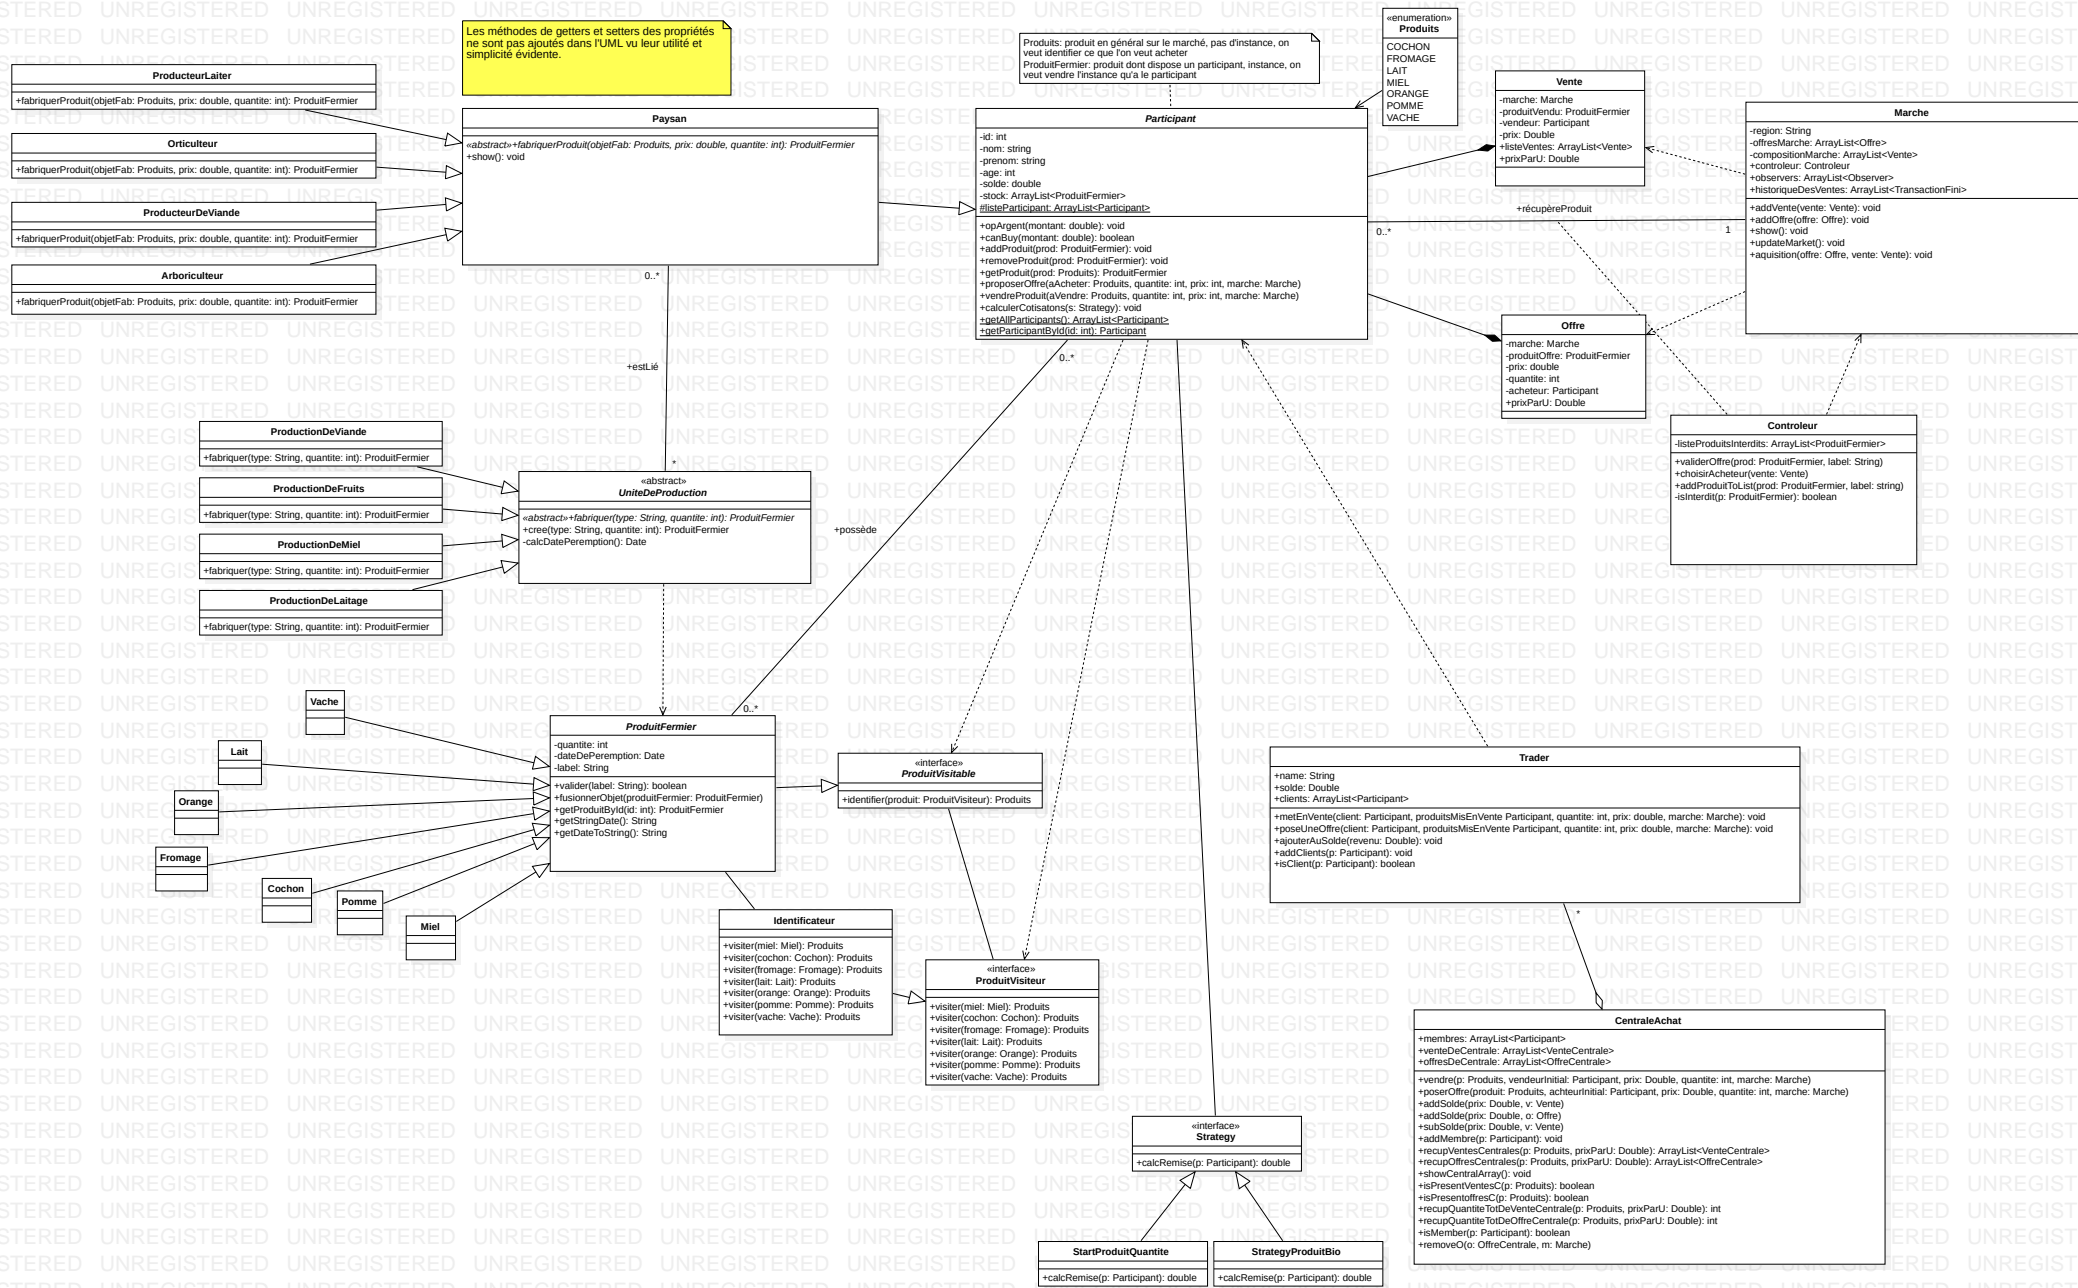 Les méthodes de getters et setters des propriétés
ne sont pas ajoutés dans l'UML vu leur utilité et
simplicité évidente.
Produits: produit en général sur le marché, pas d'instance, on
veut identifier ce que l'on veut acheter
ProduitFermier: produit dont dispose un participant, instance, on
veut vendre l'instance qu'a le participant
«enumeration»
Produits
COCHON
FROMAGE
LAIT
MIEL
ORANGE
POMME
VACHE
ProducteurLaiter
+fabriquerProduit(objetFab: Produits, prix: double, quantite: int): ProduitFermier
Orticulteur
+fabriquerProduit(objetFab: Produits, prix: double, quantite: int): ProduitFermier
ProducteurDeViande
+fabriquerProduit(objetFab: Produits, prix: double, quantite: int): ProduitFermier
Arboriculteur
+fabriquerProduit(objetFab: Produits, prix: double, quantite: int): ProduitFermier
Paysan
«abstract»+fabriquerProduit(objetFab: Produits, prix: double, quantite: int): ProduitFermier
+show(): void
0..*
+estLié
*
Participant
-id: int
-nom: string
-prenom: string
-age: int
-solde: double
-stock: ArrayList<ProduitFermier>
#listeParticipant: ArrayList<Participant>
+opArgent(montant: double): void
+canBuy(montant: double): boolean
+addProduit(prod: ProduitFermier): void
+removeProduit(prod: ProduitFermier): void
+getProduit(prod: Produits): ProduitFermier
+proposerOffre(aAcheter: Produits, quantite: int, prix: int, marche: Marche)
+vendreProduit(aVendre: Produits, quantite: int, prix: int, marche: Marche)
+calculerCotisatons(s: Strategy): void
+getAllParticipants(): ArrayList<Participant>
+getParticipantById(id: int): Participant
Vente
-marche: Marche
-produitVendu: ProduitFermier
-vendeur: Participant
-prix: Double
+listeVentes: ArrayList<Vente>
+prixParU: Double
+récupèreProduit
0..*
1
Marche
-region: String
-offresMarche: ArrayList<Offre>
-compositionMarche: ArrayList<Vente>
+controleur: Controleur
+observers: ArrayList<Observer>
+historiqueDesVentes: ArrayList<TransactionFini>
+addVente(vente: Vente): void
+addOffre(offre: Offre): void
+show(): void
+updateMarket(): void
+aquisition(offre: Offre, vente: Vente): void
Offre
-marche: Marche
-produitOffre: ProduitFermier
-prix: double
-quantite: int
-acheteur: Participant
+prixParU: Double
Controleur
-listeProduitsInterdits: ArrayList<ProduitFermier>
+validerOffre(prod: ProduitFermier, label: String)
+choisirAcheteur(vente: Vente)
+addProduitToList(prod: ProduitFermier, label: string)
-isInterdit(p: ProduitFermier): boolean
ProductionDeViande
+fabriquer(type: String, quantite: int): ProduitFermier
ProductionDeFruits
+fabriquer(type: String, quantite: int): ProduitFermier
ProductionDeMiel
+fabriquer(type: String, quantite: int): ProduitFermier
ProductionDeLaitage
+fabriquer(type: String, quantite: int): ProduitFermier
«abstract»
UniteDeProduction
«abstract»+fabriquer(type: String, quantite: int): ProduitFermier
+cree(type: String, quantite: int): ProduitFermier
-calcDatePeremption(): Date
0..*
+possède
0..*
Vache
Lait
Orange
Fromage
Cochon
Pomme
Miel
ProduitFermier
-quantite: int
-dateDePeremption: Date
-label: String
+valider(label: String): boolean
+fusionnerObjet(produitFermier: ProduitFermier)
+getProduitById(id: int): ProduitFermier
+getStringDate(): String
+getDateToString(): String
«interface»
ProduitVisitable
+identifier(produit: ProduitVisiteur): Produits
Identificateur
+visiter(miel: Miel): Produits
+visiter(cochon: Cochon): Produits
+visiter(fromage: Fromage): Produits
+visiter(lait: Lait): Produits
+visiter(orange: Orange): Produits
+visiter(pomme: Pomme): Produits
+visiter(vache: Vache): Produits
«interface»
ProduitVisiteur
+visiter(miel: Miel): Produits
+visiter(cochon: Cochon): Produits
+visiter(fromage: Fromage): Produits
+visiter(lait: Lait): Produits
+visiter(orange: Orange): Produits
+visiter(pomme: Pomme): Produits
+visiter(vache: Vache): Produits
Trader
+name: String
+solde: Double
+clients: ArrayList<Participant>
+metEnVente(client: Participant, produitsMisEnVente Participant, quantite: int, prix: double, marche: Marche): void
+poseUneOffre(client: Participant, produitsMisEnVente Participant, quantite: int, prix: double, marche: Marche): void
+ajouterAuSolde(revenu: Double): void
+addClients(p: Participant): void
+isClient(p: Participant): boolean
*
CentraleAchat
+membres: ArrayList<Participant>
+venteDeCentrale: ArrayList<VenteCentrale>
+offresDeCentrale: ArrayList<OffreCentrale>
+vendre(p: Produits, vendeurInitial: Participant, prix: Double, quantite: int, marche: Marche)
+poserOffre(produit: Produits, achteurInitial: Participant, prix: Double, quantite: int, marche: Marche)
+addSolde(prix: Double, v: Vente)
+addSolde(prix: Double, o: Offre)
+subSolde(prix: Double, v: Vente)
+addMembre(p: Participant): void
+recupVentesCentrales(p: Produits, prixParU: Double): ArrayList<VenteCentrale>
+recupOffresCentrales(p: Produits, prixParU: Double): ArrayList<OffreCentrale>
+showCentralArray(): void
+isPresentVentesC(p: Produits): boolean
+isPresentoffresC(p: Produits): boolean
+recupQuantiteTotDeVenteCentrale(p: Produits, prixParU: Double): int
+recupQuantiteTotDeOffreCentrale(p: Produits, prixParU: Double): int
+isMember(p: Participant): boolean
+removeO(o: OffreCentrale, m: Marche)
«interface»
Strategy
+calcRemise(p: Participant): double
StartProduitQuantite
+calcRemise(p: Participant): double
StrategyProduitBio
+calcRemise(p: Participant): double